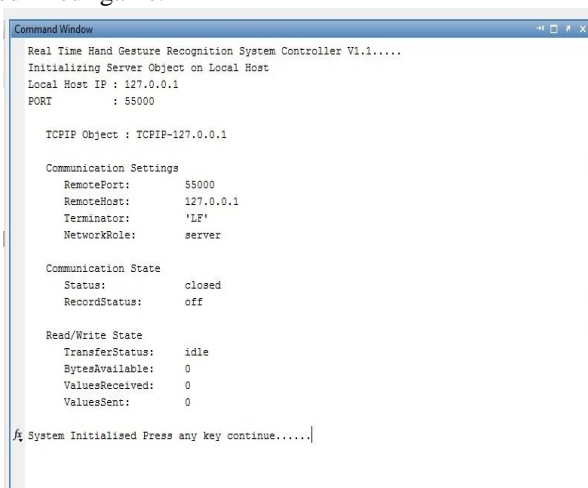 Command Window
Real Time Hand Gesture Recognition System Controller V1.1.....
Initializing Server Object on Local Host
Local Host IP : 127.0.0.1
PORT : 55000
TCPIP Object : TCPIP-127.0.0.1
Communication Settings
RemotePort: 55000
RemoteHost: 127.0.0.1
Terminator: 'LF'
NetworkRole: server
Communication State
Status: closed
RecordStatus: off
Read/Write State
TransferStatus: idle
BytesAvailable: 0
ValuesReceived: 0
ValuesSent: 0
fx System Initialised Press any key continue......